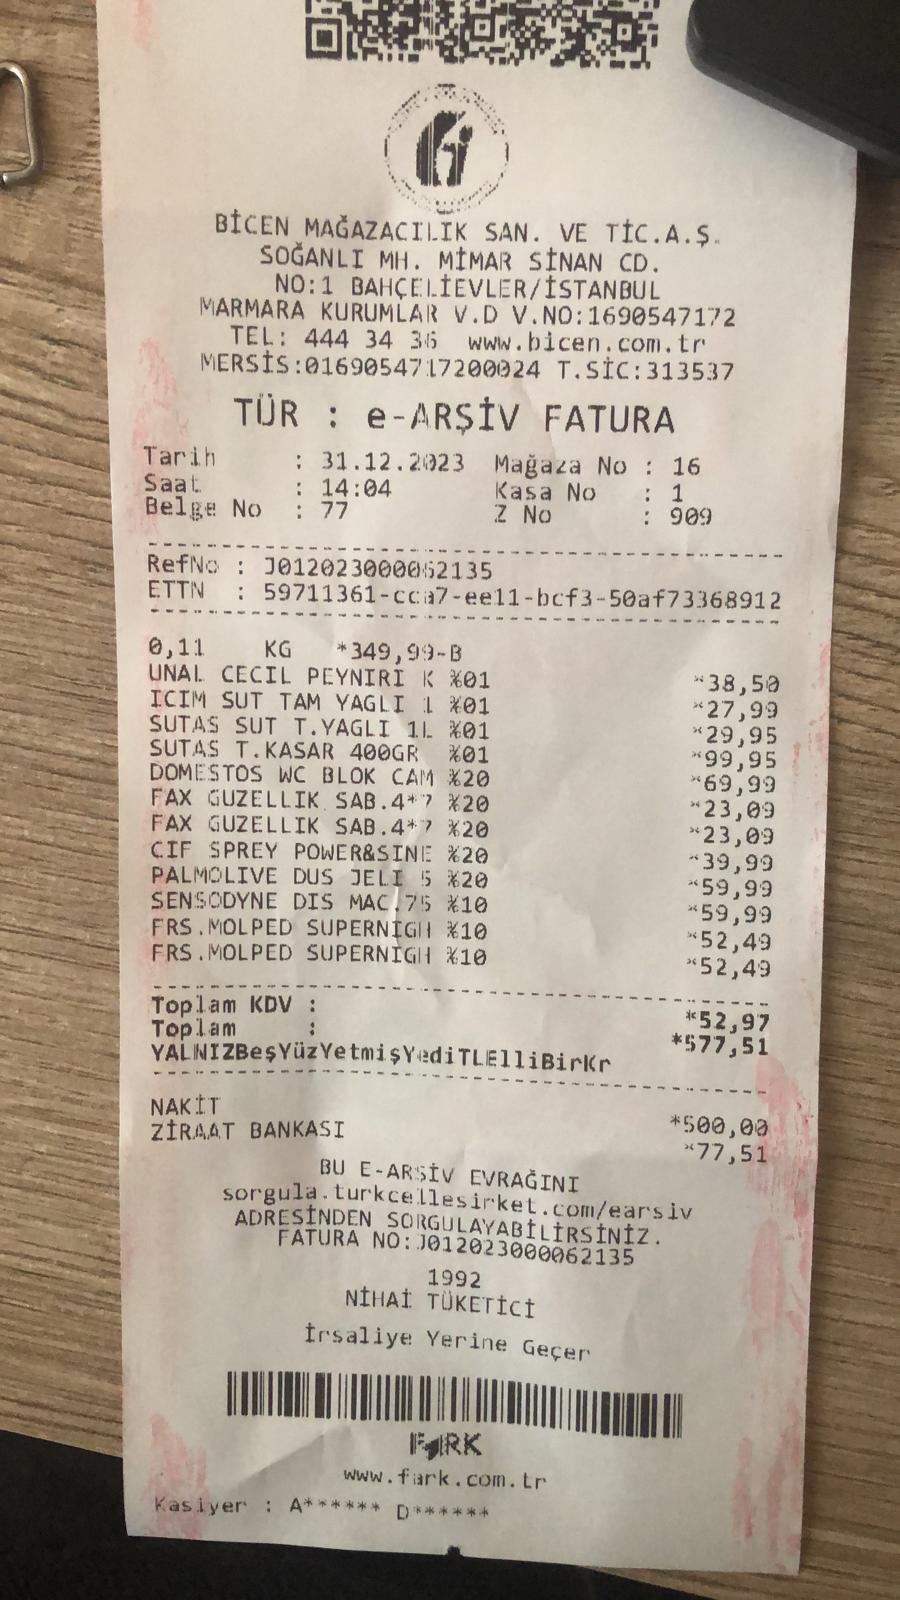 BİCEN MAĞAZACILIK SAN. VE TİC.A.Ş.
SOĞANLI MH. MİMAR SİNAN CD.
NO:1 BAHÇELİEVLER/İSTANBUL
MARMARA KURUMLAR V.D V.NO:1690547172
TEL: 444 34 36 www.bicen.com.tr
MERSİS:0169054717200024 T.SİC:313537
TÜR : e-ARŞİV FATURA
Tarih : 31.12.2023 Mağaza No : 16
Saat : 14:04 Kasa No : 1
Belge No : 77 Z No : 909
RefNo : J012023000062135
ETTN : 59711361-cca7-ee11-bcf3-50af73368912
0,11 KG *349,99-B
UNAL CECIL PEYNIRI K %01 *38,50
ICIM SUT TAM YAGLI 1 %01 *27,99
SUTAS SUT T.YAGLI 1L %01 *29,95
SUTAS T.KASAR 400GR %01 *99,95
DOMESTOS WC BLOK CAM %20 *69,99
FAX GUZELLIK SAB.4*7 %20 *23,09
FAX GUZELLIK SAB.4*7 %20 *23,09
CIF SPREY POWER&SINE %20 *39,99
PALMOLIVE DUS JELI 5 %20 *59,99
SENSODYNE DIS MAC.75 %10 *59,99
FRS.MOLPED SUPERNIGH %10 *52,49
FRS.MOLPED SUPERNIGH %10 *52,49
Toplam KDV : *52,97
Toplam : *577,51
YALNIZBeşYüzYetmişYediTLElliBirKr
NAKİT *500,00
ZİRAAT BANKASI *77,51
BU E-ARŞİV EVRAĞINI
sorgula.turkcellesirket.com/earsiv
ADRESİNDEN SORGULAYABİLİRSİNİZ.
FATURA NO:J012023000062135
1992
NİHAİ TÜKETİCİ
İrsaliye Yerine Geçer
FARK
www.fark.com.tr
Kasiyer : A****** D******